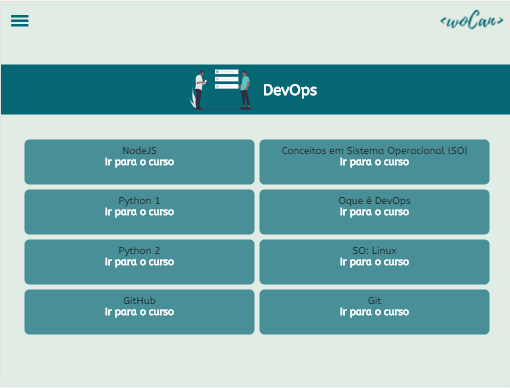 <woCan>
DevOps
NodeJS
Ir para o curso
Conceitos em Sistema Operacional (SO)
Ir para o curso
Python 1
Ir para o curso
Oque é DevOps
Ir para o curso
Python 2
Ir para o curso
SO: Linux
Ir para o curso
GitHub
Ir para o curso
Git
Ir para o curso